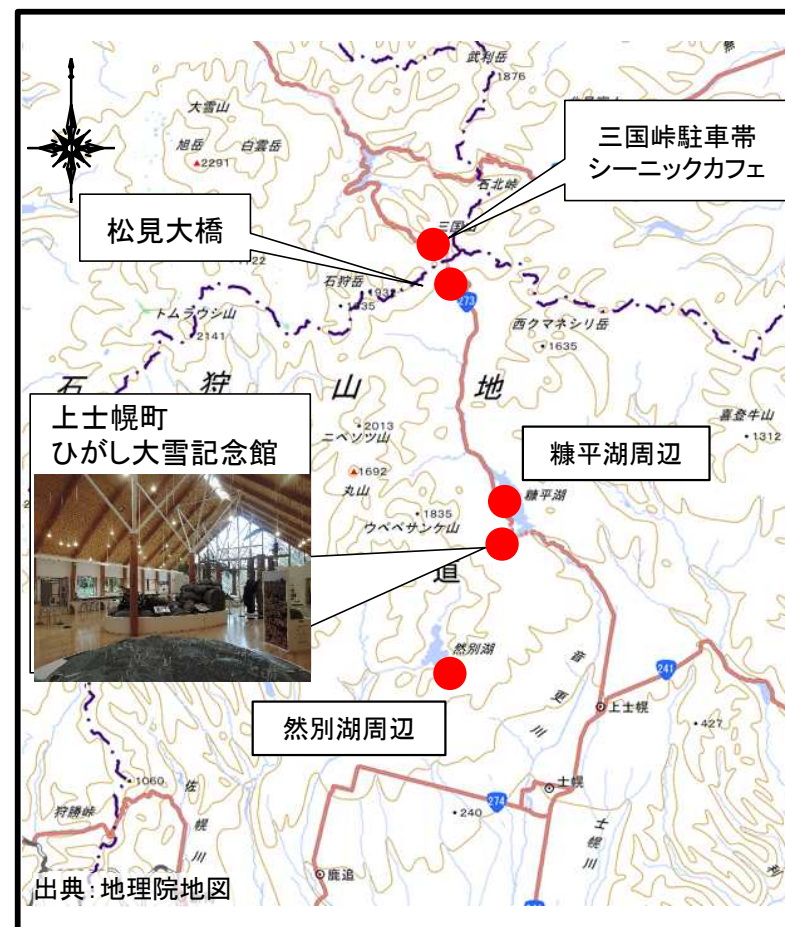 武利岳
1876
大雪山
旭岳
白雲岳
2291
石北峠
三国峠駐車帯
シーニックカフェ
松見大橋
三国山
石狩岳
273
トムラウシ山
2141
西クマネシリ岳
1635
石 狩 山 地
喜登牛山
1312
上士幌町
ひがし大雪記念館
2013
ニペソツ山
1692
丸山
1835
ウペペサンケ山
糠平湖周辺
糠平湖
道
然別湖
音更川
241
上士幌
427
然別湖周辺
1060
狩勝峠
佐幌川
274
士幌
240
士幌川
鹿追
出典：地理院地図